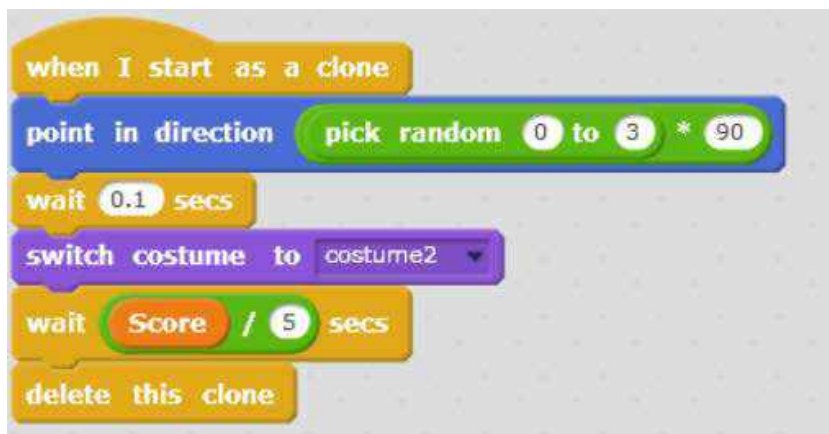 when I start as a clone
point in direction pick random 0 to 3 * 90
wait 0.1 secs
switch costume to costume2
wait Score / 5 secs
delete this clone